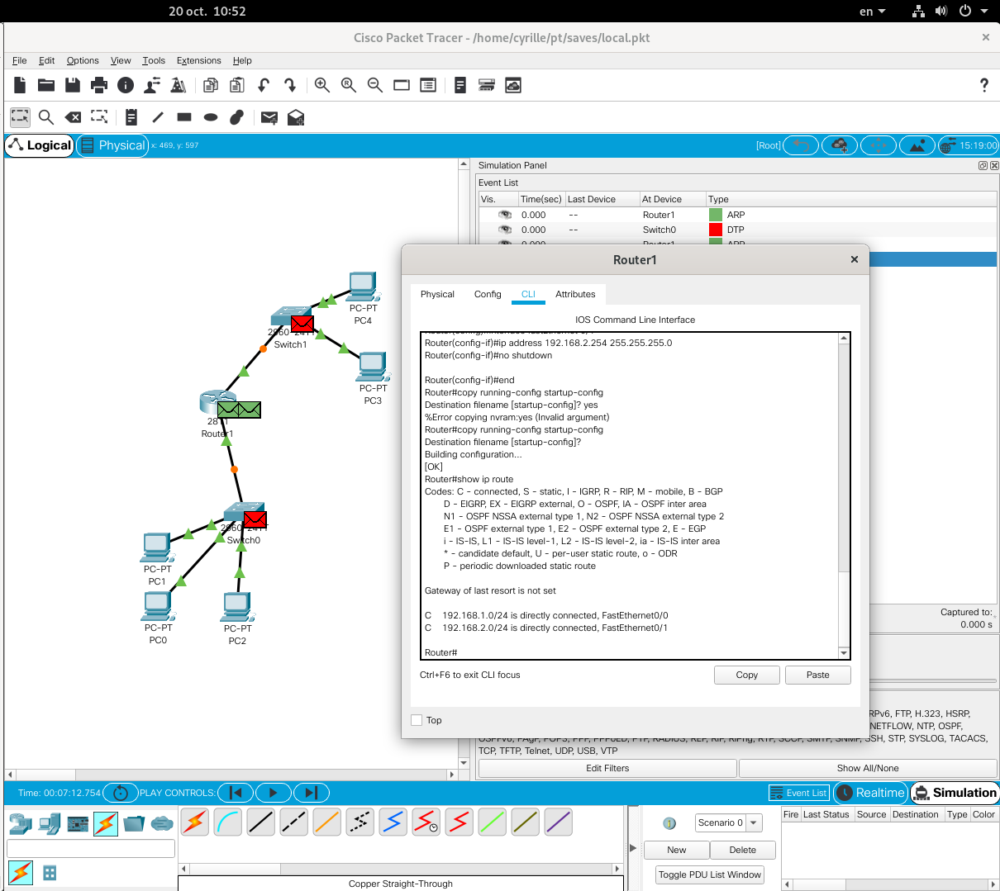 20 oct. 10:52
en
Cisco Packet Tracer - /home/cyrille/pt/saves/local.pkt
File Edit Options View Tools Extensions Help
Logical
Physical
x: 469, y: 597
[Root]
15:19:00
Simulation Panel
Event List
Vis. Time(sec) Last Device At Device Type
0.000 -- Router1 ARP
0.000 -- Switch0 DTP
0.000 -- Router1 ARP
PC-PT
PC4
2960-24TT
Switch1
PC-PT
PC3
2811
Router1
2960-24TT
Switch0
PC-PT
PC1
PC-PT
PC0
PC-PT
PC2
Router1
Physical Config CLI Attributes
IOS Command Line Interface
Router(config-if)#ip address 192.168.2.254 255.255.255.0
Router(config-if)#no shutdown
Router(config-if)#end
Router#copy running-config startup-config
Destination filename [startup-config]? yes
%Error copying nvram:yes (Invalid argument)
Router#copy running-config startup-config
Destination filename [startup-config]?
Building configuration...
[OK]
Router#show ip route
Codes: C - connected, S - static, I - IGRP, R - RIP, M - mobile, B - BGP
D - EIGRP, EX - EIGRP external, O - OSPF, IA - OSPF inter area
N1 - OSPF NSSA external type 1, N2 - OSPF NSSA external type 2
E1 - OSPF external type 1, E2 - OSPF external type 2, E - EGP
i - IS-IS, L1 - IS-IS level-1, L2 - IS-IS level-2, ia - IS-IS inter area
* - candidate default, U - per-user static route, o - ODR
P - periodic downloaded static route
Gateway of last resort is not set
C 192.168.1.0/24 is directly connected, FastEthernet0/0
C 192.168.2.0/24 is directly connected, FastEthernet0/1
Router#
Ctrl+F6 to exit CLI focus
Copy
Paste
Top
Captured to:
0.000 s
RPv6, FTP, H.323, HSRP,
NETFLOW, NTP, OSPF,
OSPFv6, PAgP, POP3, PPP, PPPoED, PTP, RADIUS, REP, RIP, RIPng, RTP, SCCP, SMTP, SNMP, SSH, STP, SYSLOG, TACACS,
TCP, TFTP, Telnet, UDP, USB, VTP
Edit Filters
Show All/None
Time: 00:07:12.754
PLAY CONTROLS:
Event List
Realtime
Simulation
Scenario 0
New
Delete
Toggle PDU List Window
Fire Last Status Source Destination Type Color
Copper Straight-Through